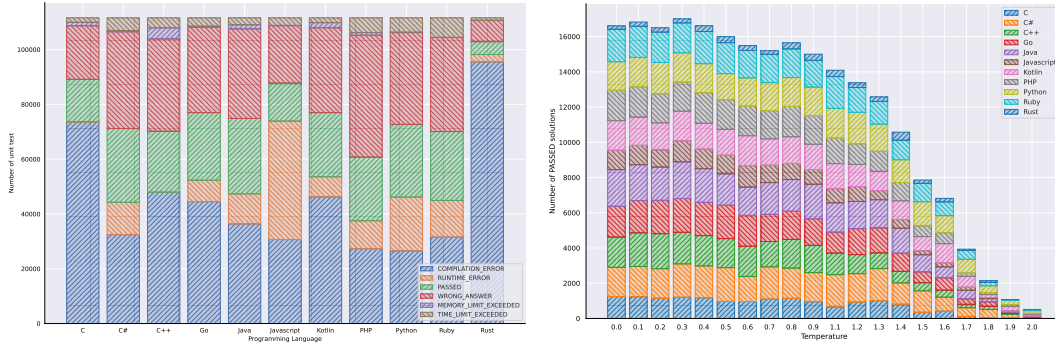 Number of unit test
100000
80000
60000
40000
20000
0
C
C#
C++
Go
Java
Javascript
Kotlin
PHP
Python
Ruby
Rust
Programming Language
COMPILATION_ERROR
RUNTIME_ERROR
PASSED
WRONG_ANSWER
MEMORY_LIMIT_EXCEEDED
TIME_LIMIT_EXCEEDED
Number of PASSED solutions
16000
14000
12000
10000
8000
6000
4000
2000
0
0.0
0.1
0.2
0.3
0.4
0.5
0.6
0.7
0.8
0.9
1.1
1.2
1.3
1.4
1.5
1.6
1.7
1.8
1.9
2.0
Temperature
C
C#
C++
Go
Java
Javascript
Kotlin
PHP
Python
Ruby
Rust